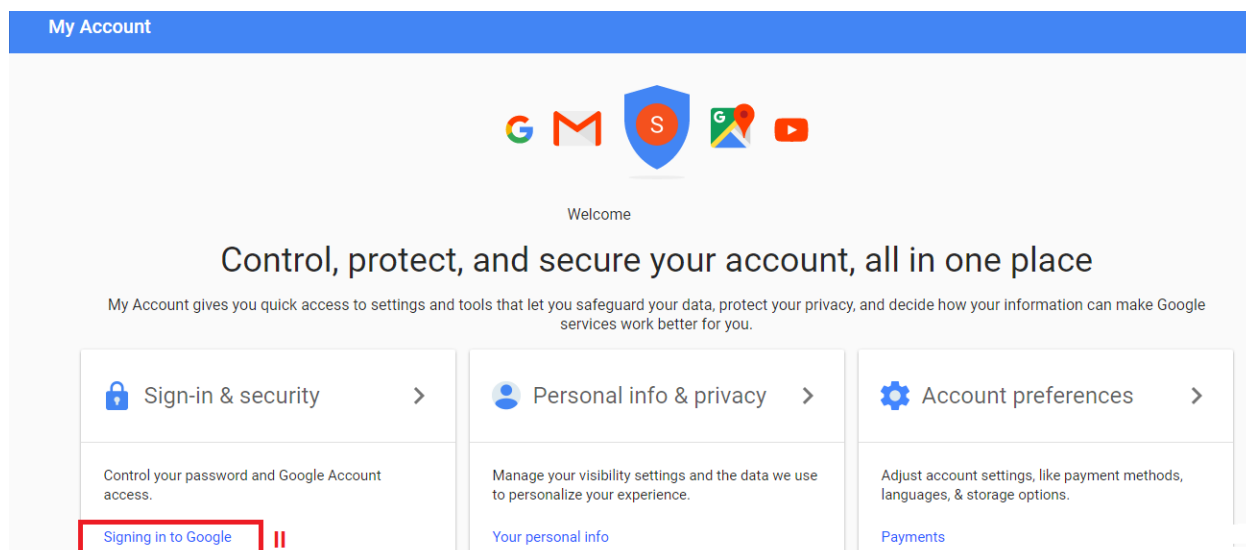 My Account
G
S
G
Welcome
Control, protect, and secure your account, all in one place
My Account gives you quick access to settings and tools that let you safeguard your data, protect your privacy, and decide how your information can make Google
services work better for you.
Sign-in & security
Control your password and Google Account
access.
Signing in to Google
II
Personal info & privacy
Manage your visibility settings and the data we use
to personalize your experience.
Your personal info
Account preferences
Adjust account settings, like payment methods,
languages, & storage options.
Payments